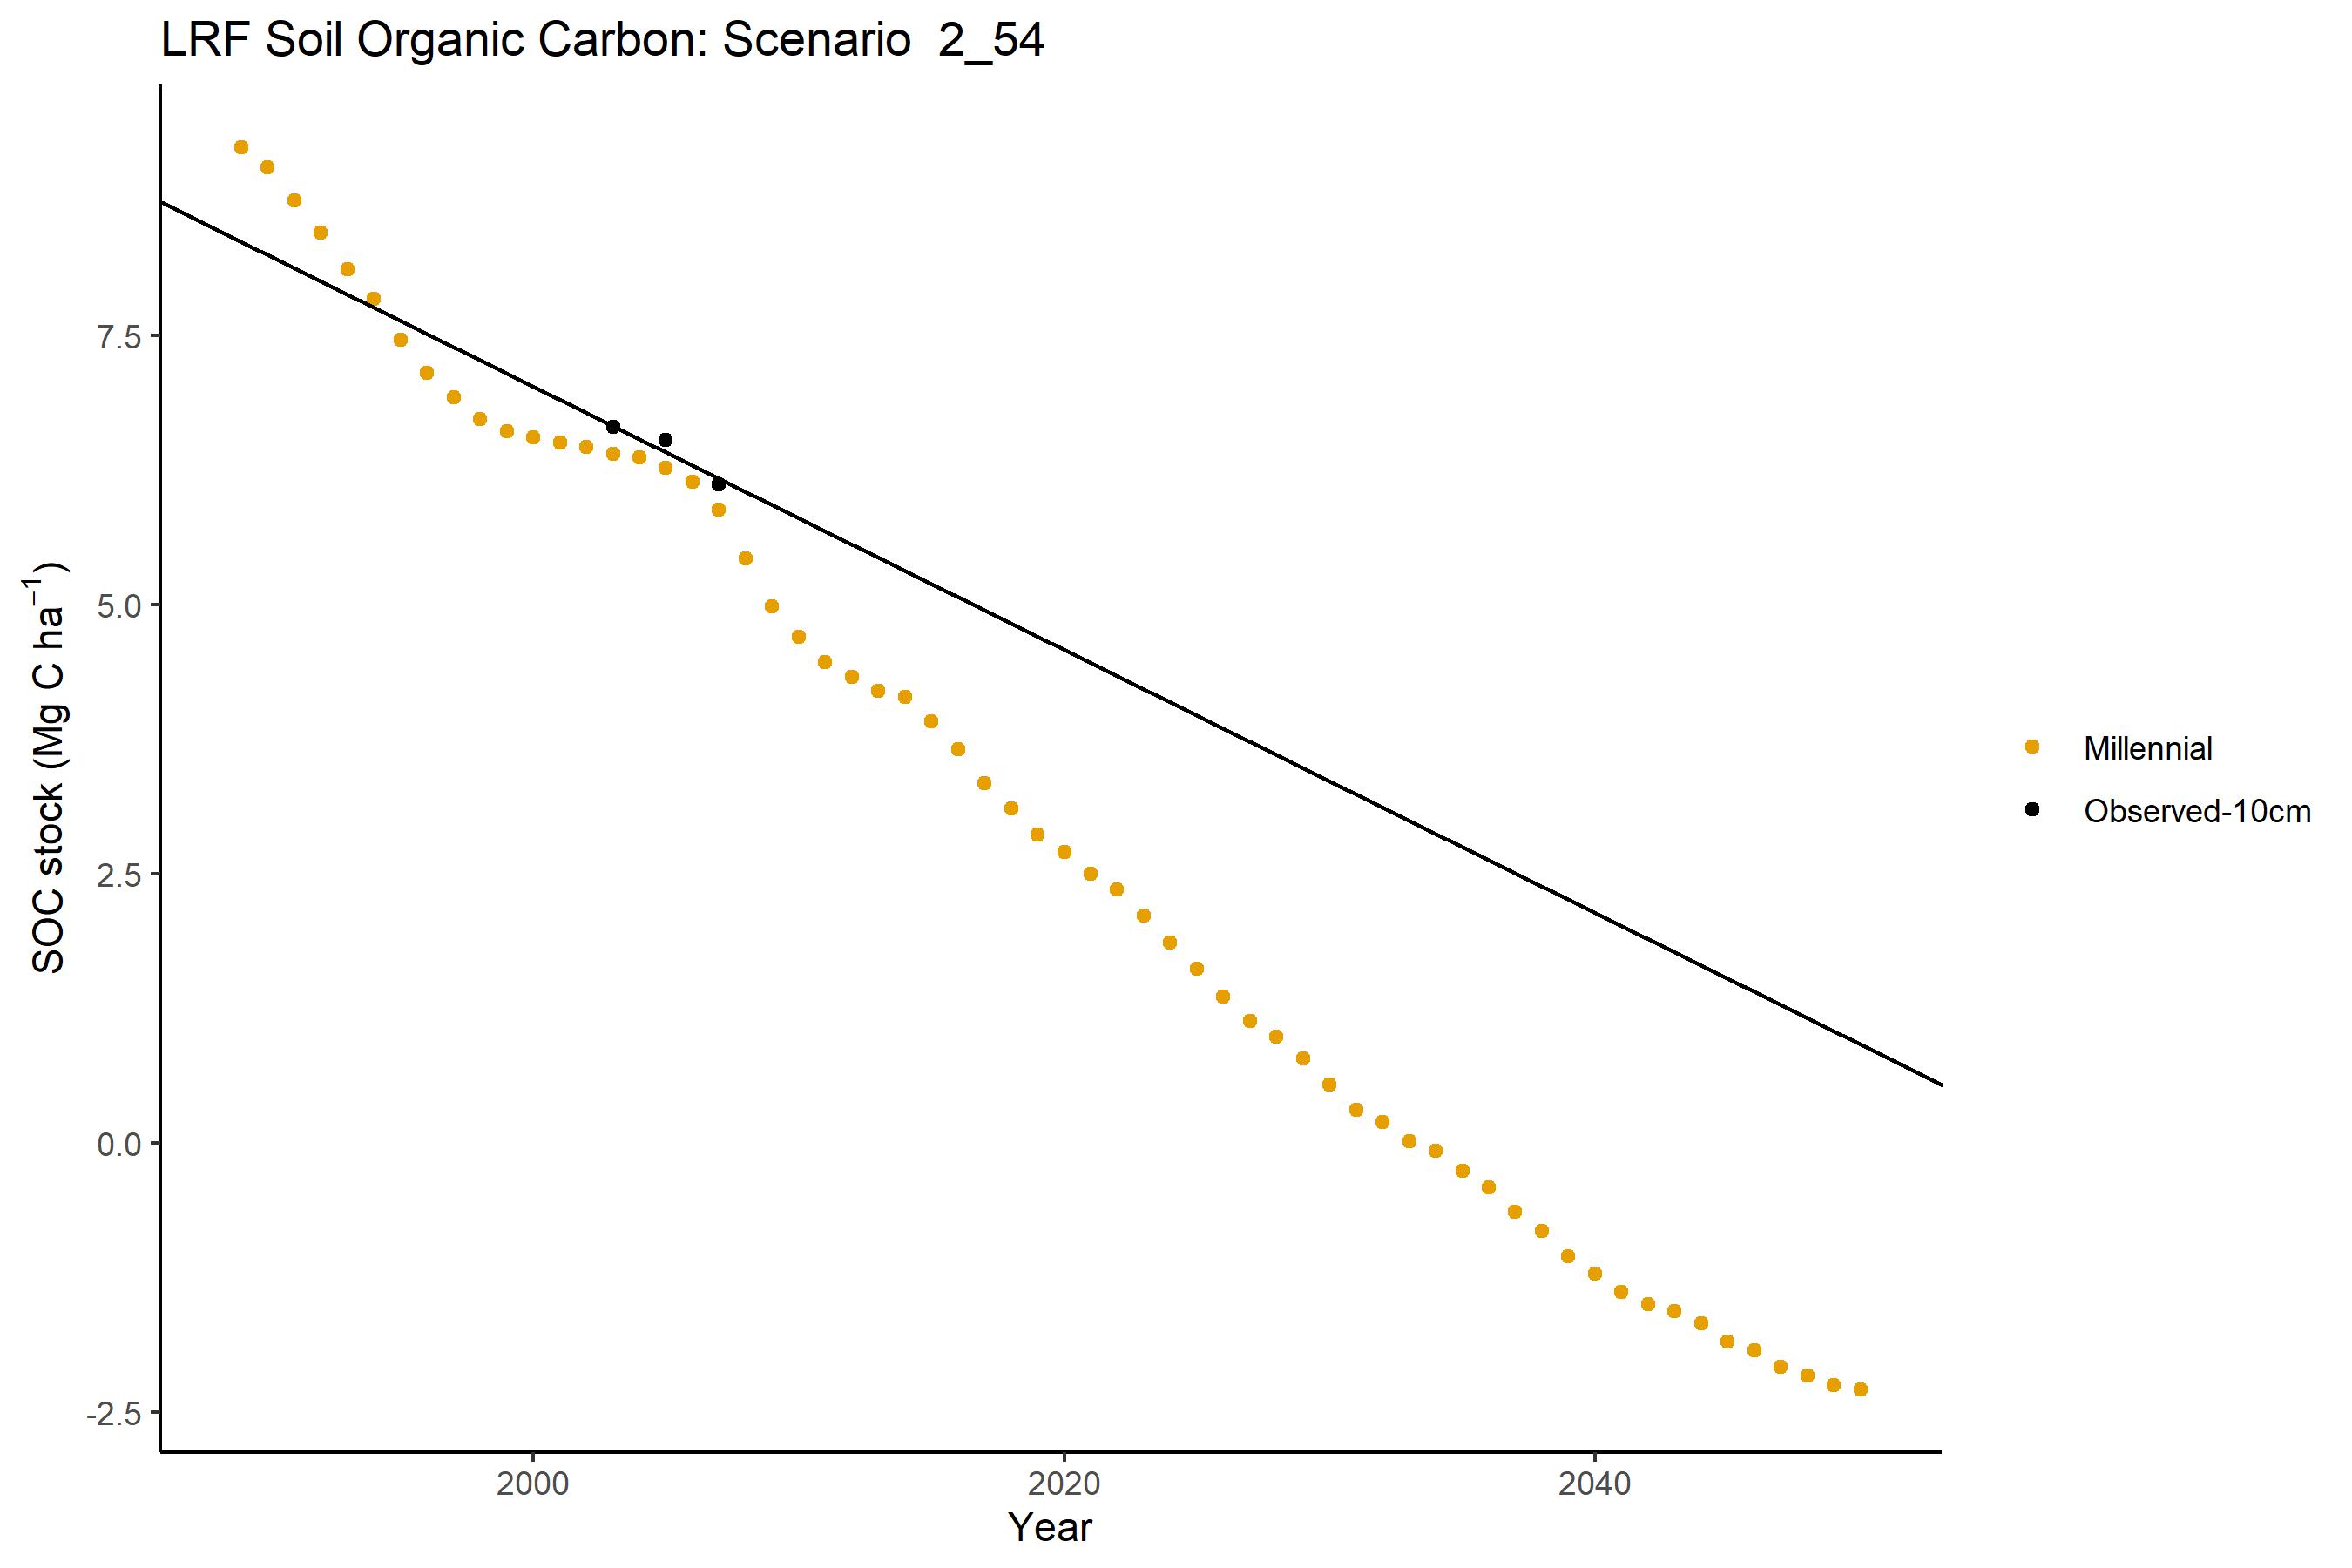 LRF Soil Organic Carbon: Scenario  2_54
SOC stock (Mg C ha⁻¹)
7.5
5.0
2.5
0.0
-2.5
2000
2020
2040
Year
Millennial
Observed-10cm